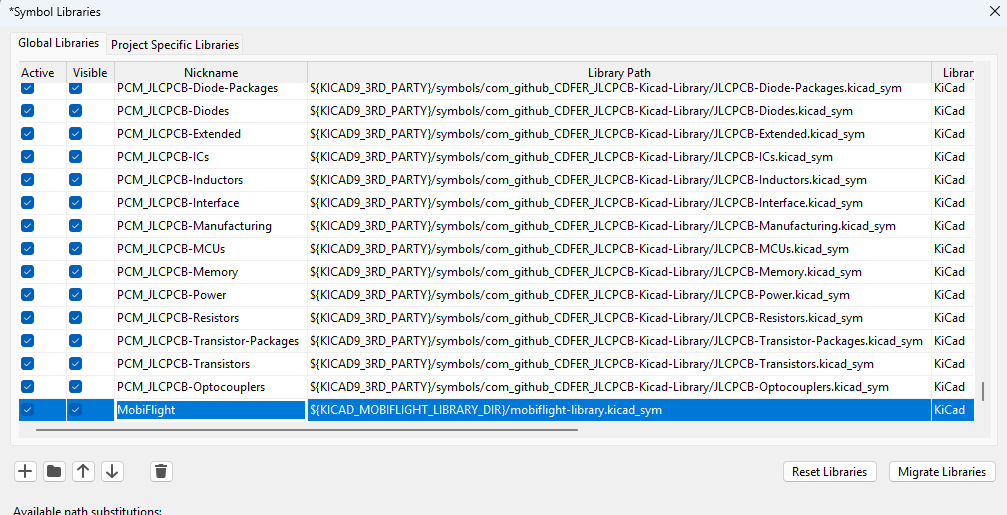 *Symbol Libraries
Global Libraries Project Specific Libraries
Active Visible Nickname Library Path Library
PCM_JLCPCB-Diode-Packages ${KICAD9_3RD_PARTY}/symbols/com_github_CDFER_JLCPCB-Kicad-Library/JLCPCB-Diode-Packages.kicad_sym KiCad
PCM_JLCPCB-Diodes ${KICAD9_3RD_PARTY}/symbols/com_github_CDFER_JLCPCB-Kicad-Library/JLCPCB-Diodes.kicad_sym KiCad
PCM_JLCPCB-Extended ${KICAD9_3RD_PARTY}/symbols/com_github_CDFER_JLCPCB-Kicad-Library/JLCPCB-Extended.kicad_sym KiCad
PCM_JLCPCB-ICs ${KICAD9_3RD_PARTY}/symbols/com_github_CDFER_JLCPCB-Kicad-Library/JLCPCB-ICs.kicad_sym KiCad
PCM_JLCPCB-Inductors ${KICAD9_3RD_PARTY}/symbols/com_github_CDFER_JLCPCB-Kicad-Library/JLCPCB-Inductors.kicad_sym KiCad
PCM_JLCPCB-Interface ${KICAD9_3RD_PARTY}/symbols/com_github_CDFER_JLCPCB-Kicad-Library/JLCPCB-Interface.kicad_sym KiCad
PCM_JLCPCB-Manufacturing ${KICAD9_3RD_PARTY}/symbols/com_github_CDFER_JLCPCB-Kicad-Library/JLCPCB-Manufacturing.kicad_sym KiCad
PCM_JLCPCB-MCUs ${KICAD9_3RD_PARTY}/symbols/com_github_CDFER_JLCPCB-Kicad-Library/JLCPCB-MCUs.kicad_sym KiCad
PCM_JLCPCB-Memory ${KICAD9_3RD_PARTY}/symbols/com_github_CDFER_JLCPCB-Kicad-Library/JLCPCB-Memory.kicad_sym KiCad
PCM_JLCPCB-Power ${KICAD9_3RD_PARTY}/symbols/com_github_CDFER_JLCPCB-Kicad-Library/JLCPCB-Power.kicad_sym KiCad
PCM_JLCPCB-Resistors ${KICAD9_3RD_PARTY}/symbols/com_github_CDFER_JLCPCB-Kicad-Library/JLCPCB-Resistors.kicad_sym KiCad
PCM_JLCPCB-Transistor-Packages ${KICAD9_3RD_PARTY}/symbols/com_github_CDFER_JLCPCB-Kicad-Library/JLCPCB-Transistor-Packages.kicad_sym KiCad
PCM_JLCPCB-Transistors ${KICAD9_3RD_PARTY}/symbols/com_github_CDFER_JLCPCB-Kicad-Library/JLCPCB-Transistors.kicad_sym KiCad
PCM_JLCPCB-Optocouplers ${KICAD9_3RD_PARTY}/symbols/com_github_CDFER_JLCPCB-Kicad-Library/JLCPCB-Optocouplers.kicad_sym KiCad
MobiFlight ${KICAD_MOBIFLIGHT_LIBRARY_DIR}/mobiflight-library.kicad_sym KiCad
Reset Libraries Migrate Libraries
Available path substitutions: